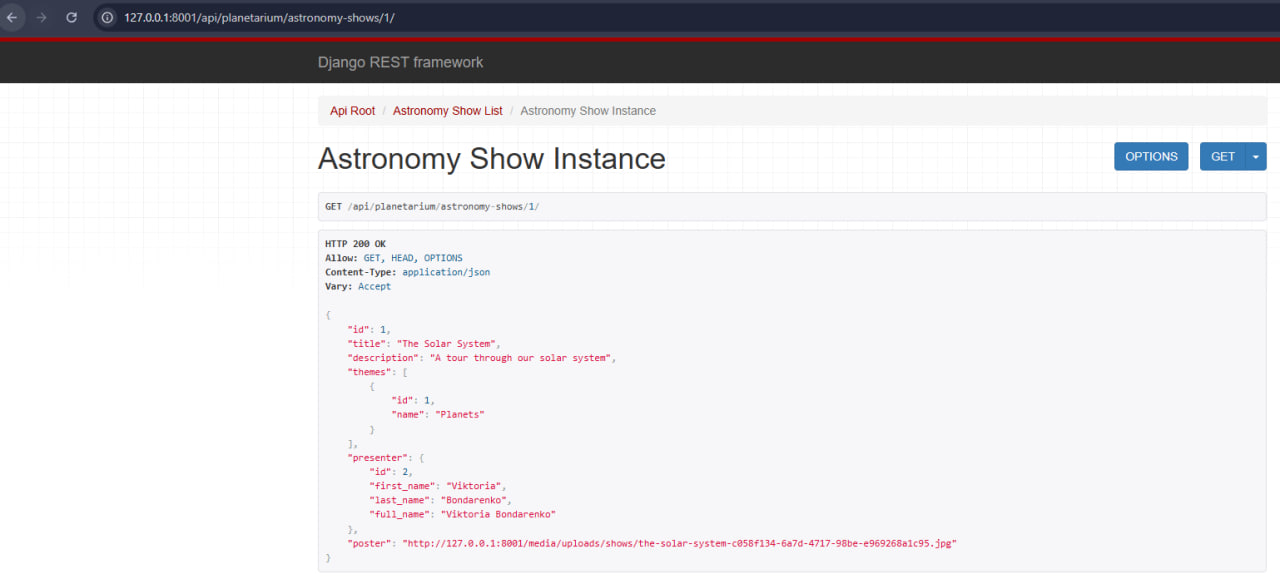 127.0.0.1:8001/api/planetarium/astronomy-shows/1/
Django REST framework
Api Root / Astronomy Show List / Astronomy Show Instance
Astronomy Show Instance
OPTIONS GET
GET /api/planetarium/astronomy-shows/1/
HTTP 200 OK
Allow: GET, HEAD, OPTIONS
Content-Type: application/json
Vary: Accept
{
    "id": 1,
    "title": "The Solar System",
    "description": "A tour through our solar system",
    "themes": [
        {
            "id": 1,
            "name": "Planets"
        }
    ],
    "presenter": {
        "id": 2,
        "first_name": "Viktoria",
        "last_name": "Bondarenko",
        "full_name": "Viktoria Bondarenko"
    },
    "poster": "http://127.0.0.1:8001/media/uploads/shows/the-solar-system-c058f134-6a7d-4717-98be-e969268a1c95.jpg"
}